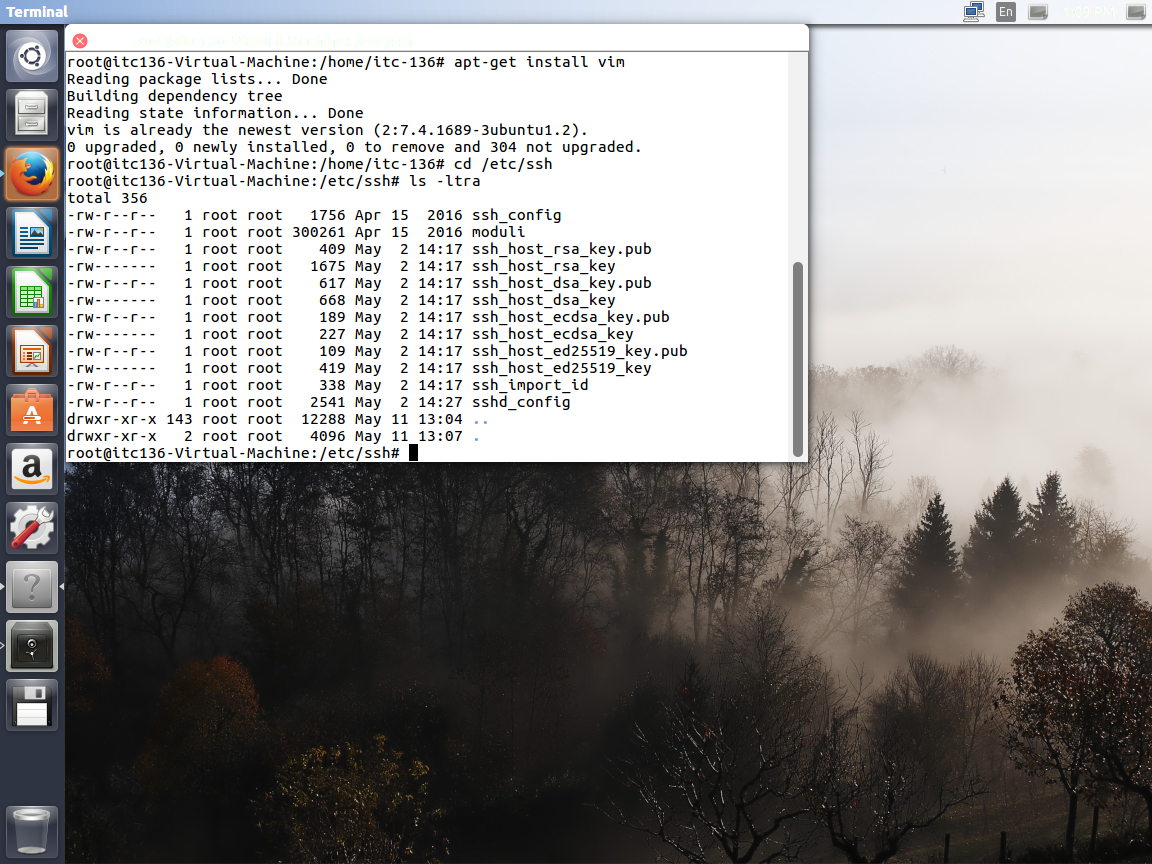 Terminal
En
root@itc136-Virtual-Machine:/home/itc-136# apt-get install vim
Reading package lists... Done
Building dependency tree
Reading state information... Done
vim is already the newest version (2:7.4.1689-3ubuntu1.2).
0 upgraded, 0 newly installed, 0 to remove and 304 not upgraded.
root@itc136-Virtual-Machine:/home/itc-136# cd /etc/ssh
root@itc136-Virtual-Machine:/etc/ssh# ls -ltra
total 356
-rw-r--r--   1 root root   1756 Apr 15  2016 ssh_config
-rw-r--r--   1 root root 300261 Apr 15  2016 moduli
-rw-r--r--   1 root root    409 May  2 14:17 ssh_host_rsa_key.pub
-rw-------   1 root root   1675 May  2 14:17 ssh_host_rsa_key
-rw-r--r--   1 root root    617 May  2 14:17 ssh_host_dsa_key.pub
-rw-------   1 root root    668 May  2 14:17 ssh_host_dsa_key
-rw-r--r--   1 root root    189 May  2 14:17 ssh_host_ecdsa_key.pub
-rw-------   1 root root    227 May  2 14:17 ssh_host_ecdsa_key
-rw-r--r--   1 root root    109 May  2 14:17 ssh_host_ed25519_key.pub
-rw-------   1 root root    419 May  2 14:17 ssh_host_ed25519_key
-rw-r--r--   1 root root    338 May  2 14:17 ssh_import_id
-rw-r--r--   1 root root   2541 May  2 14:27 sshd_config
drwxr-xr-x 143 root root  12288 May 11 13:04 ..
drwxr-xr-x   2 root root   4096 May 11 13:07 .
root@itc136-Virtual-Machine:/etc/ssh#